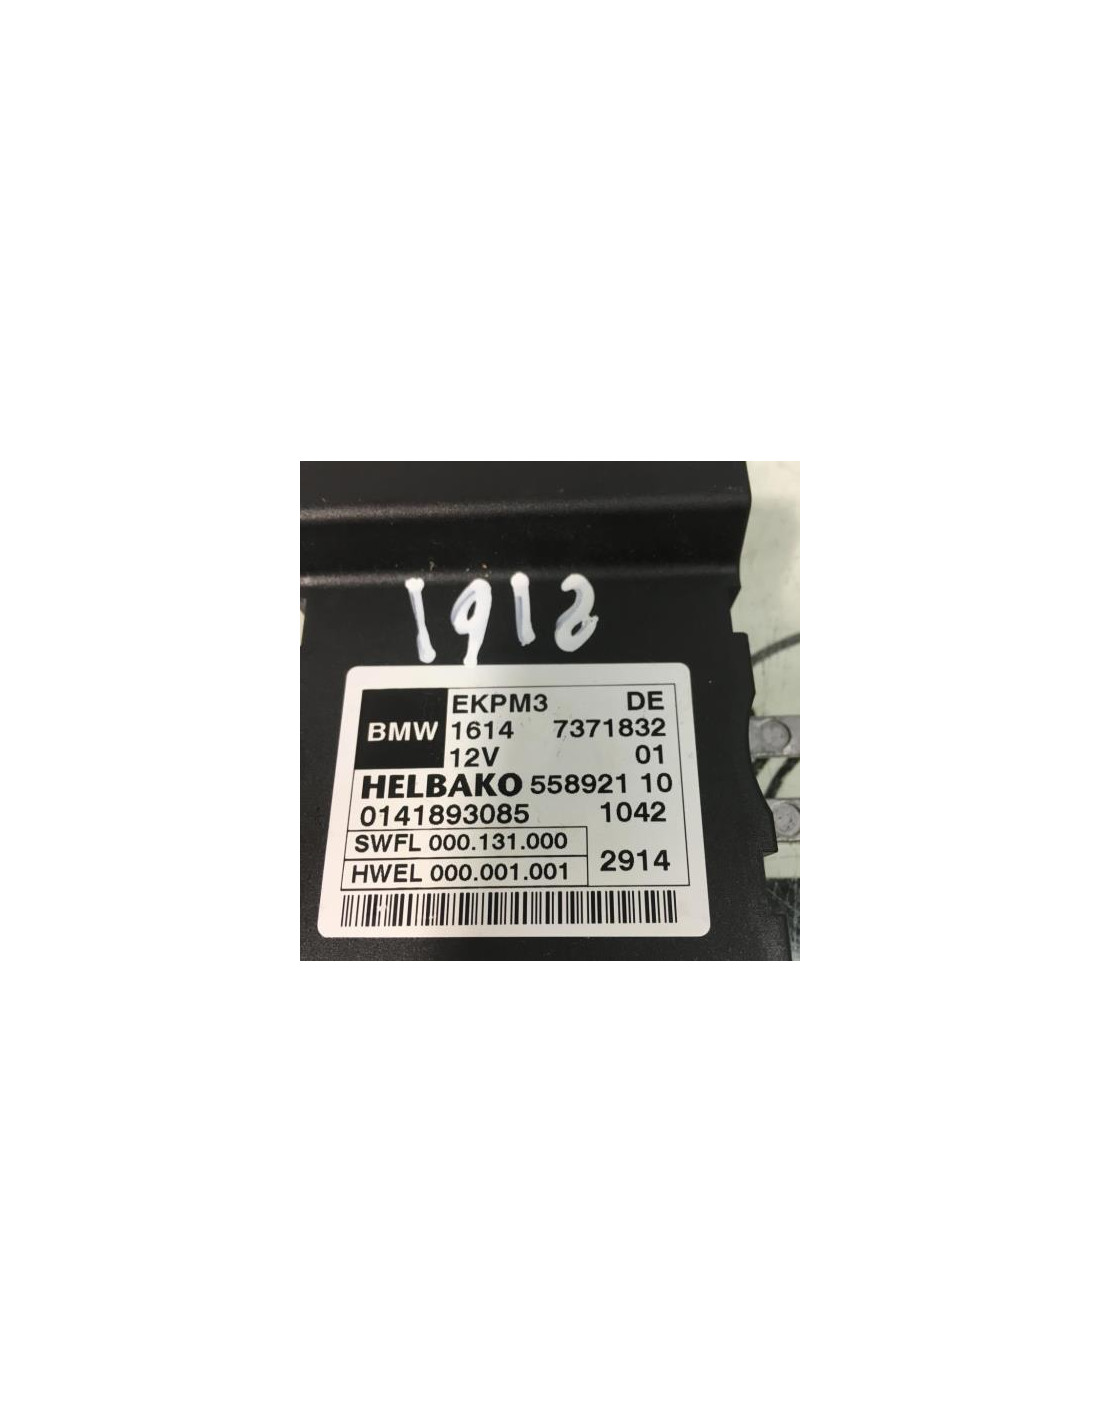 1912
EKPM3 DE
BMW 1614 7371832
12V 01
HELBAKO 558921 10
0141893085 1042
SWFL 000.131.000
HWEL 000.001.001 2914